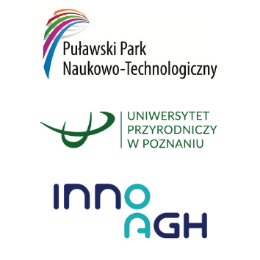 Puławski Park
Naukowo-Technologiczny
UNIWERSYTET
PRZYRODNICZY
W POZNANIU
INNO
AGH